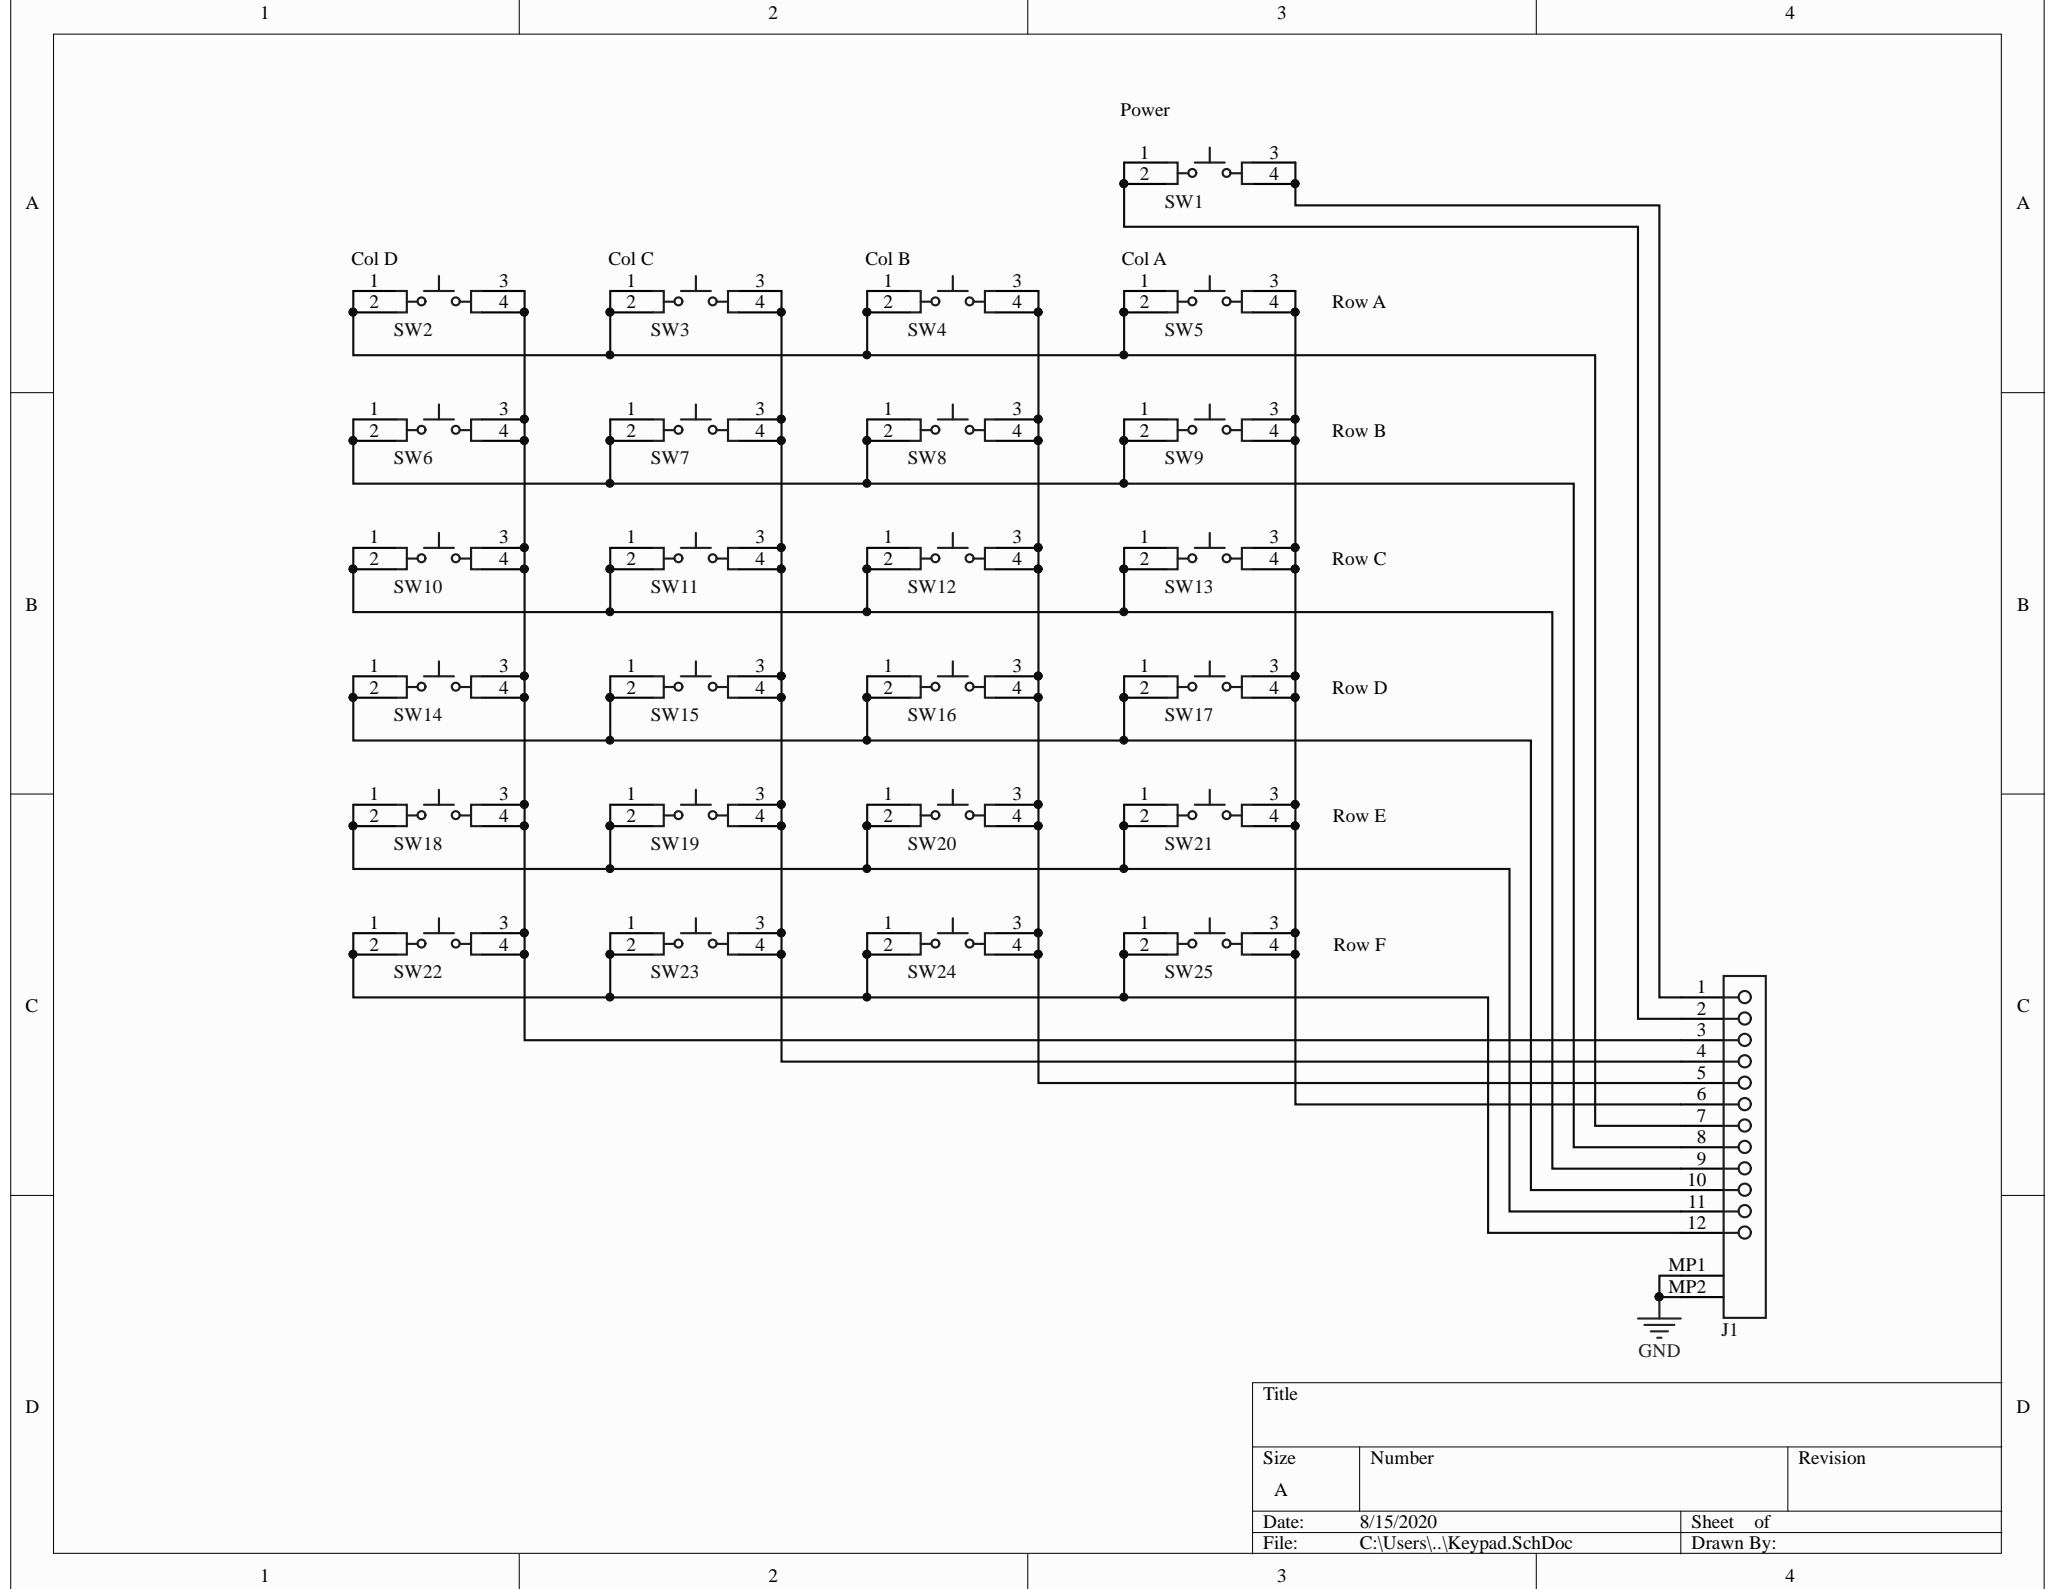 1 2 3 4
Power
1 3
2 4
A A
SW1
Col D Col C Col B Col A
1 3 1 3 1 3 1 3
2 4 2 4 2 4 2 4 Row A
SW2 SW3 SW4 SW5
1 3 1 3 1 3 1 3
2 4 2 4 2 4 2 4 Row B
SW6 SW7 SW8 SW9
1 3 1 3 1 3 1 3
2 4 2 4 2 4 2 4 Row C
SW10 SW11 SW12 SW13
B B
1 3 1 3 1 3 1 3
2 4 2 4 2 4 2 4 Row D
SW14 SW15 SW16 SW17
1 3 1 3 1 3 1 3
2 4 2 4 2 4 2 4 Row E
SW18 SW19 SW20 SW21
1 3 1 3 1 3 1 3
2 4 2 4 2 4 2 4 Row F
SW22 SW23 SW24 SW25
1
C C
2
3
4
5
6
7
8
9
10
11
12
MP1
MP2
J1
GND
Title
D D
Size Number Revision
A
Date: 8/15/2020 Sheet of
File: C:\Users\..\Keypad.SchDoc Drawn By:
1 2 3 4